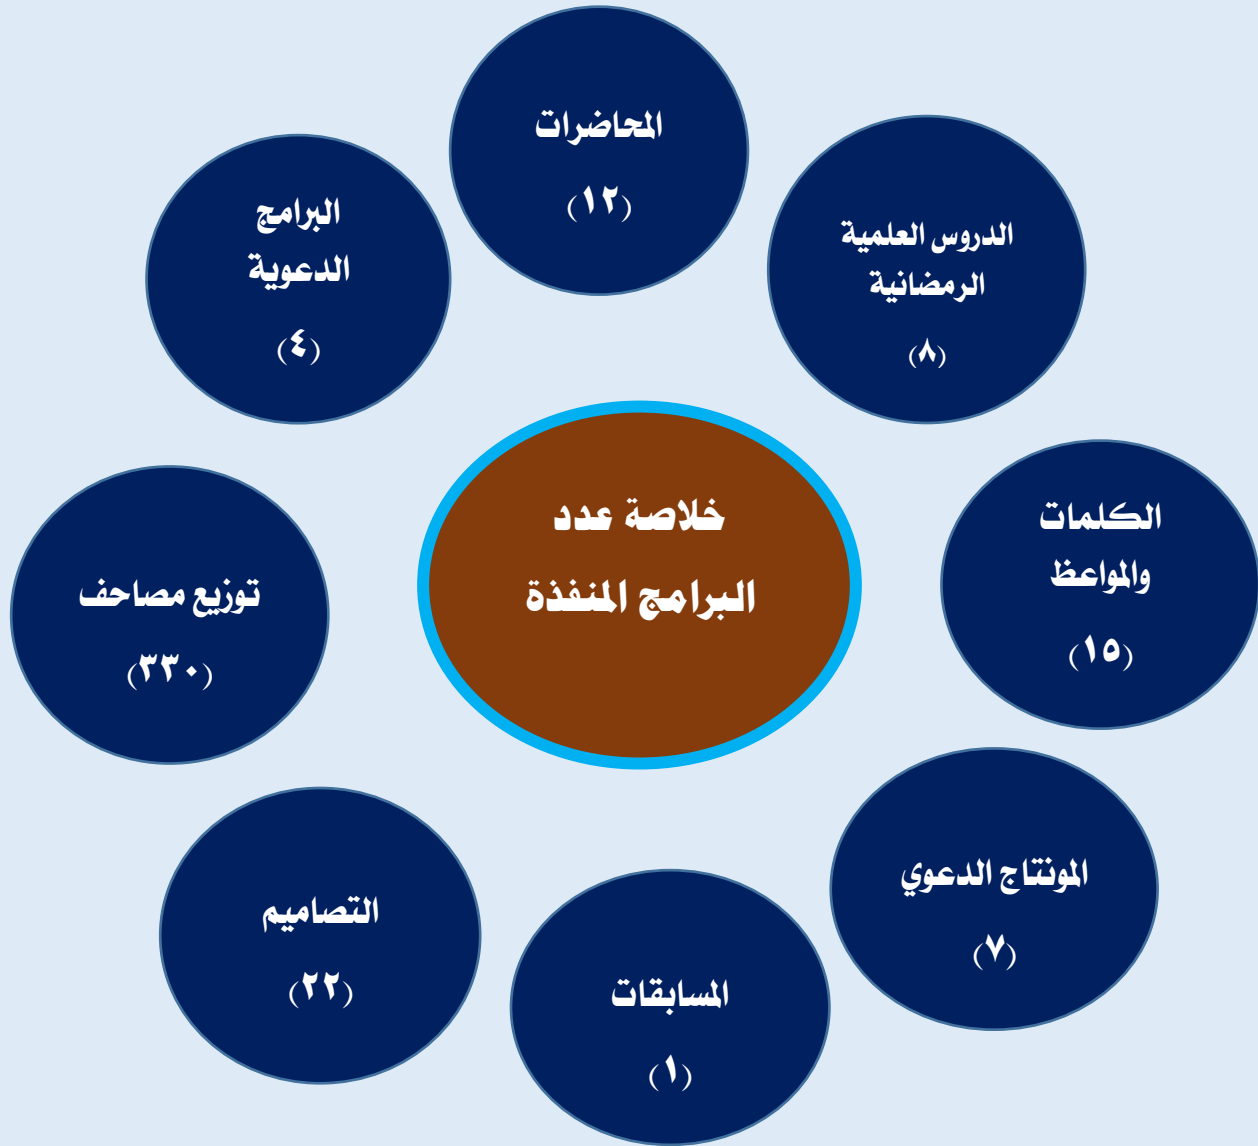 خلاصة عدد
البرامج المنفذة
المحاضرات
(١٢)
الدروس العلمية
الرمضانية
(٨)
الكلمات
والمواعظ
(١٥)
المونتاج الدعوي
(٧)
المسابقات
(١)
التصاميم
(٢٢)
توزيع مصاحف
(٣٣٠)
البرامج
الدعوية
(٤)